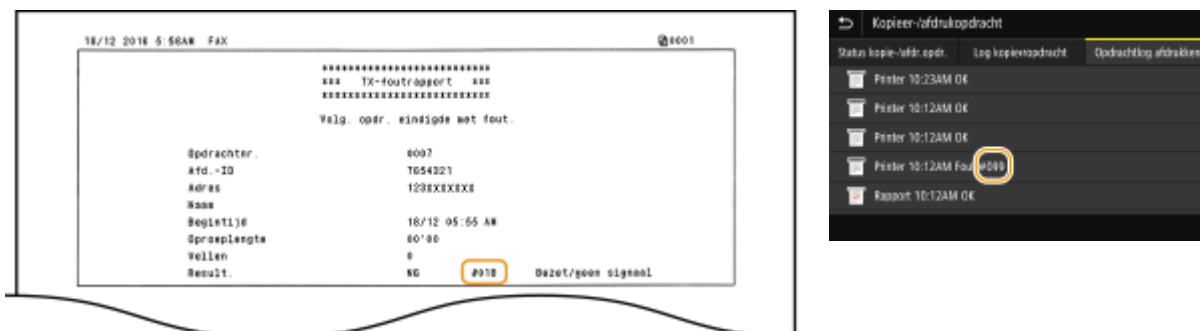 18/12 2018 5:56AM FAX
0001
***************************
*** TX-foutrapport ***
***************************
Volg. opdr. eindigde met fout.
Opdrachtnr. 0007
Afd.-ID 7654321
Adres 123XXXXXXX
Naam
Begintijd 18/12 05:55 AM
Oproeplengte 00'00
Vellen 0
Result. NG #018 Bezet/geen signaal
Kopieer-/afdrukopdracht
Status kopie-/afdr.opdr. Log kopieeropdracht Opdrachtlog afdrukken
Printer 10:23AM OK
Printer 10:12AM OK
Printer 10:12AM OK
Printer 10:12AM Fout #099
Rapport 10:12AM OK